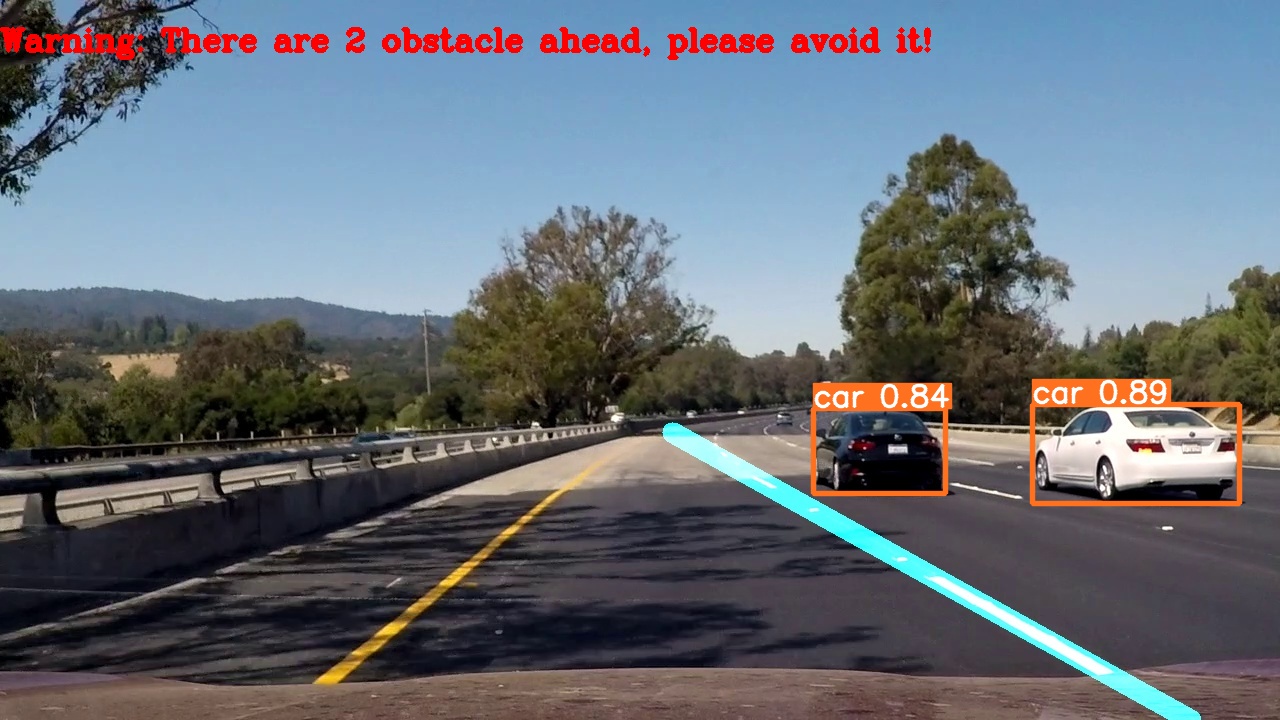 Warning: There are 2 obstacle ahead, please avoid it!
car 0.84
car 0.89